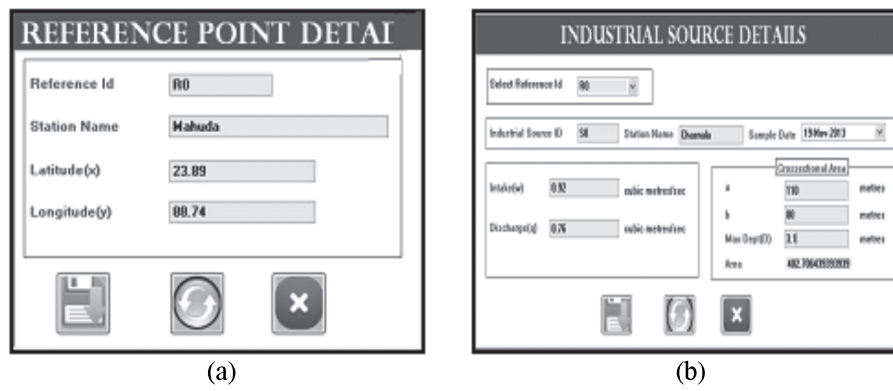 REFERENCE POINT DETAI
Reference Id R0
Station Name Mahuda
Latitude(x) 23.89
Longitude(y) 88.74
(a)
INDUSTRIAL SOURCE DETAILS
Select Reference Id R0
Industrial Source ID S0 Station Name Sample Date 19-Nov-2013
Crossectional Area
Intake(w) 0.92 cubic metres/sec
Discharge(q) 0.76 cubic metres/sec
a 110 metres
b 80 metres
Max Dept(D) 3.1 metres
Area
(b)